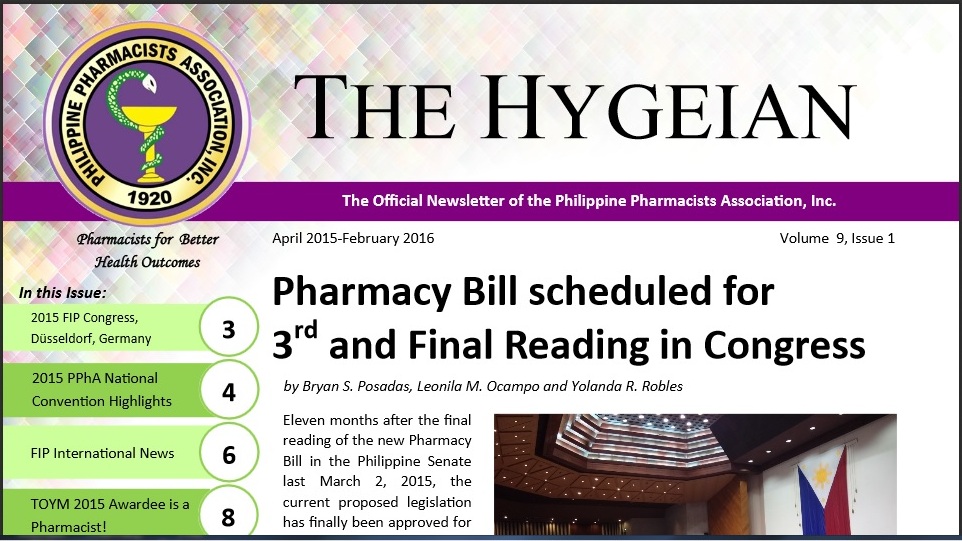 PHILIPPINE PHARMACISTS ASSOCIATION, INC.
1920
THE HYGEIAN
The Official Newsletter of the Philippine Pharmacists Association, Inc.
Pharmacists for Better
Health Outcomes
April 2015-February 2016
Volume 9, Issue 1
In this Issue:
2015 FIP Congress,
Düsseldorf, Germany
3
2015 PPhA National
Convention Highlights
4
FIP International News
6
TOYM 2015 Awardee is a
Pharmacist!
8
Pharmacy Bill scheduled for
3rd and Final Reading in Congress
by Bryan S. Posadas, Leonila M. Ocampo and Yolanda R. Robles
Eleven months after the final
reading of the new Pharmacy
Bill in the Philippine Senate
last March 2, 2015, the
current proposed legislation
has finally been approved for